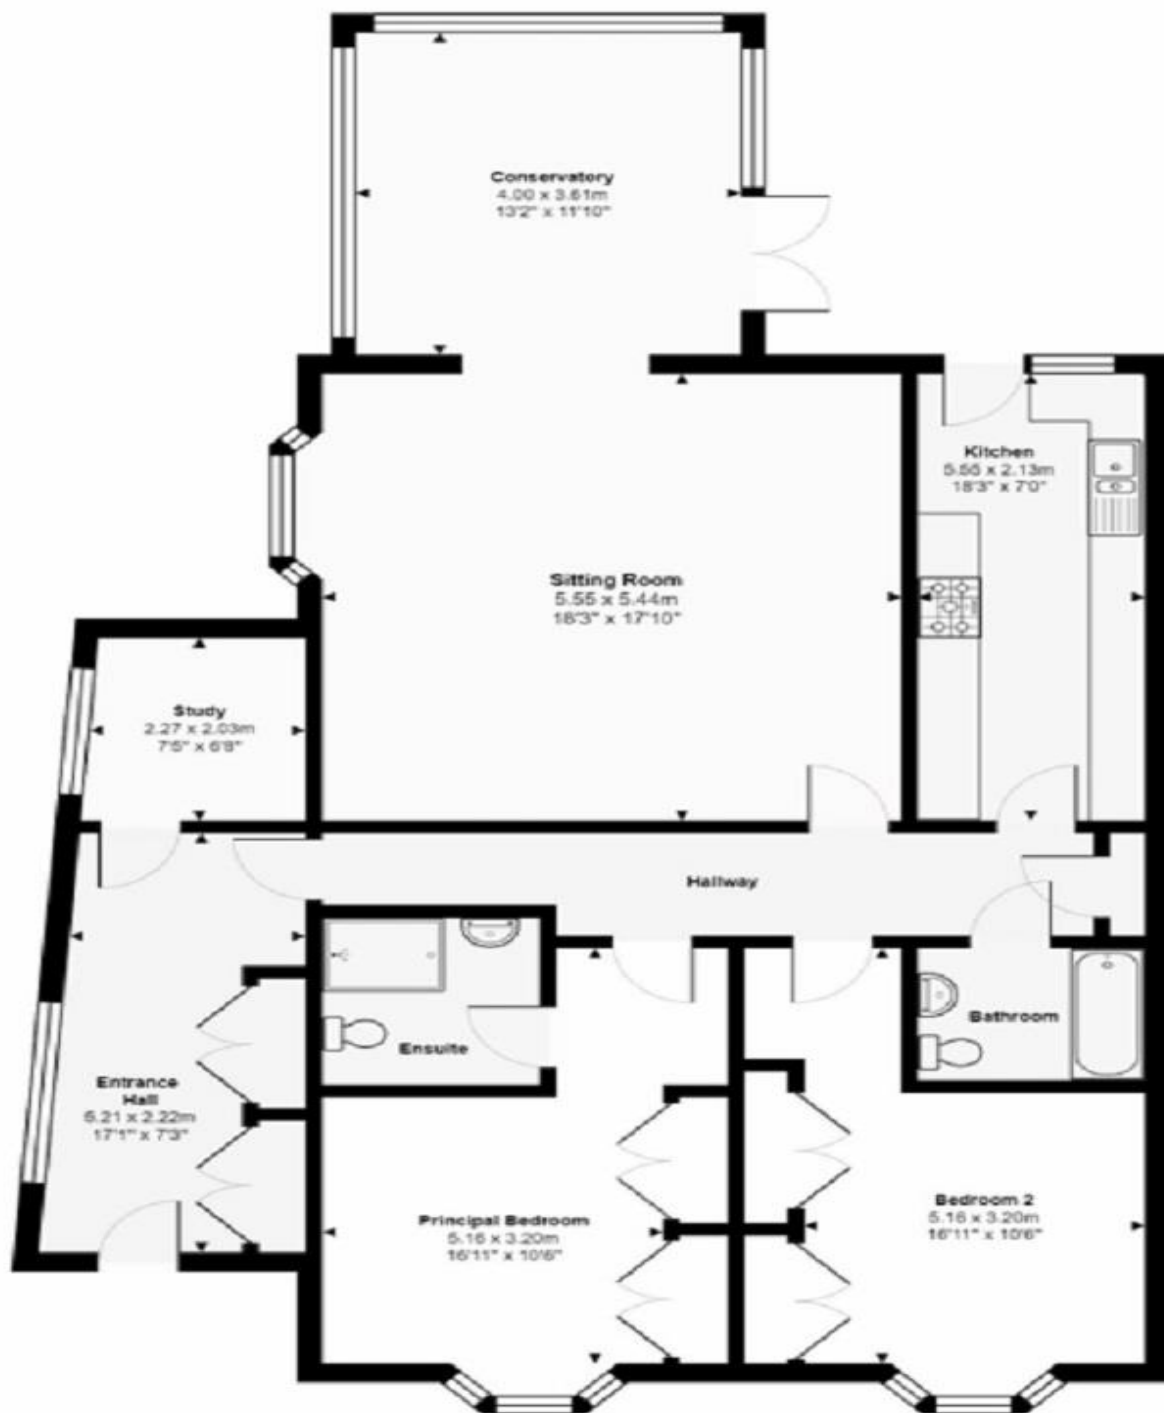 Conservatory
4.00 x 3.61m
13'2" x 11'10"
Kitchen
5.55 x 2.13m
18'3" x 7'0"
Sitting Room
5.55 x 5.44m
18'3" x 17'10"
Study
2.27 x 2.03m
7'5" x 6'8"
Hallway
Ensuite
Bathroom
Entrance
Hall
5.21 x 2.22m
17'1" x 7'3"
Principal Bedroom
5.16 x 3.20m
16'11" x 10'6"
Bedroom 2
5.16 x 3.20m
16'11" x 10'6"